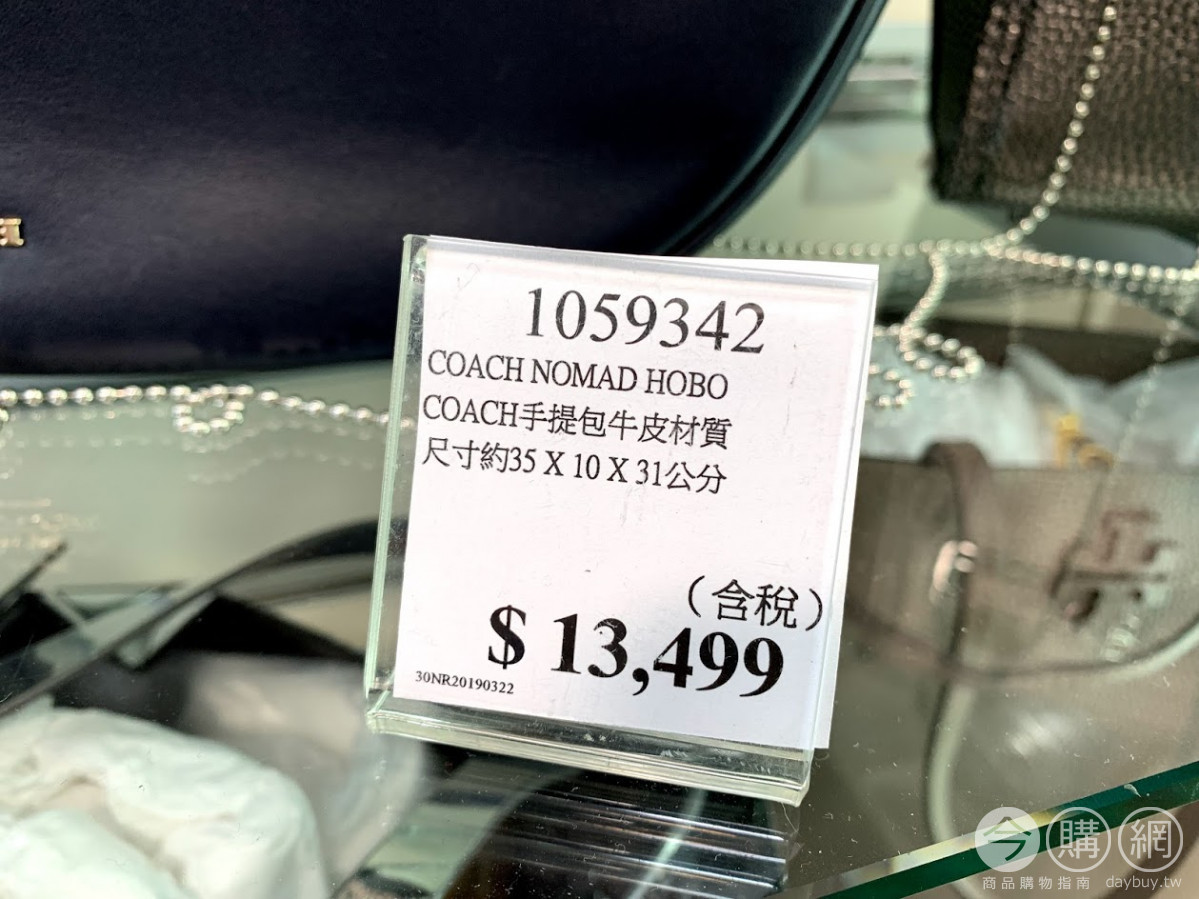 1059342
COACH NOMAD HOBO
COACH手提包牛皮材質
尺寸約35 X 10 X 31公分
（含稅）
$ 13,499
30NR20190322
今購網
商品購物指南 daybuy.tw